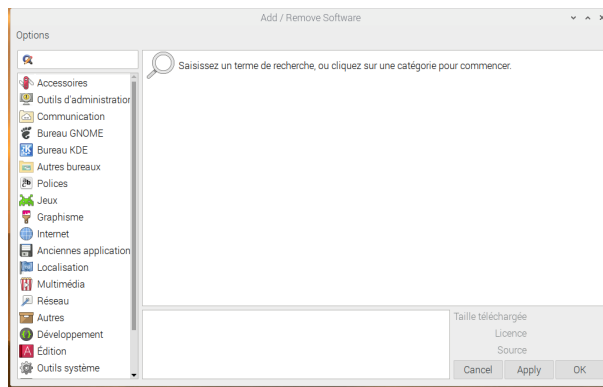 Add / Remove Software
Options
Saisissez un terme de recherche, ou cliquez sur une catégorie pour commencer.
Accessoires
Outils d'administration
Communication
Bureau GNOME
Bureau KDE
Autres bureaux
Polices
Jeux
Graphisme
Internet
Anciennes application
Localisation
Multimédia
Réseau
Autres
Développement
Édition
Outils système
Taille téléchargée
Licence
Source
Cancel Apply OK